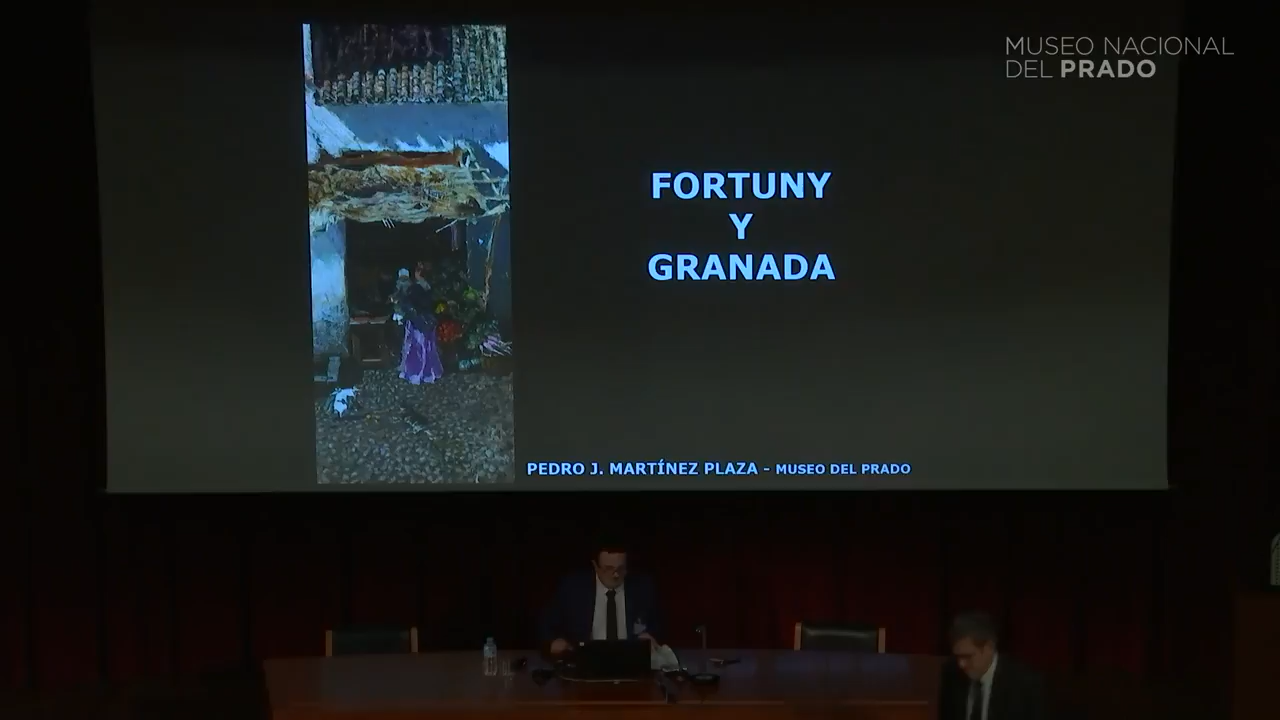 MUSEO NACIONAL
DEL PRADO
FORTUNY
Y
GRANADA
PEDRO J. MARTÍNEZ PLAZA - MUSEO DEL PRADO